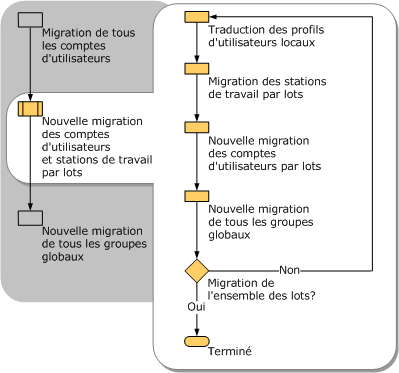 Migration de tous
les comptes
d'utilisateurs
Nouvelle migration
des comptes
d'utilisateurs
et stations de travail
par lots
Nouvelle migration
de tous les groupes
globaux
Traduction des profils
d'utilisateurs locaux
Migration des stations
de travail par lots
Nouvelle migration
des comptes
d'utilisateurs par lots
Nouvelle migration
de tous les groupes
globaux
Non
Migration de
l'ensemble des lots?
Oui
Terminé